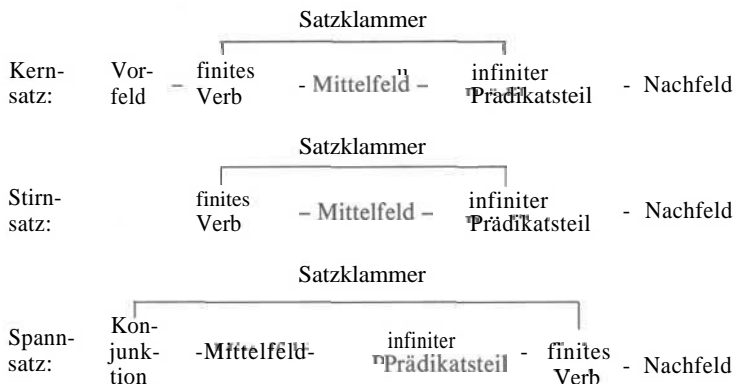 Satzklammer
Kern- Vor- finites infiniter
satz: feld – Verb - Mittelfeld – Prädikatsteil - Nachfeld
Satzklammer
Stirn- finites infiniter
satz: Verb – Mittelfeld – Prädikatsteil - Nachfeld
Satzklammer
Spann- Kon- infiniter
satz: junk- -Mittelfeld- Prädikatsteil - finites
tion Verb - Nachfeld